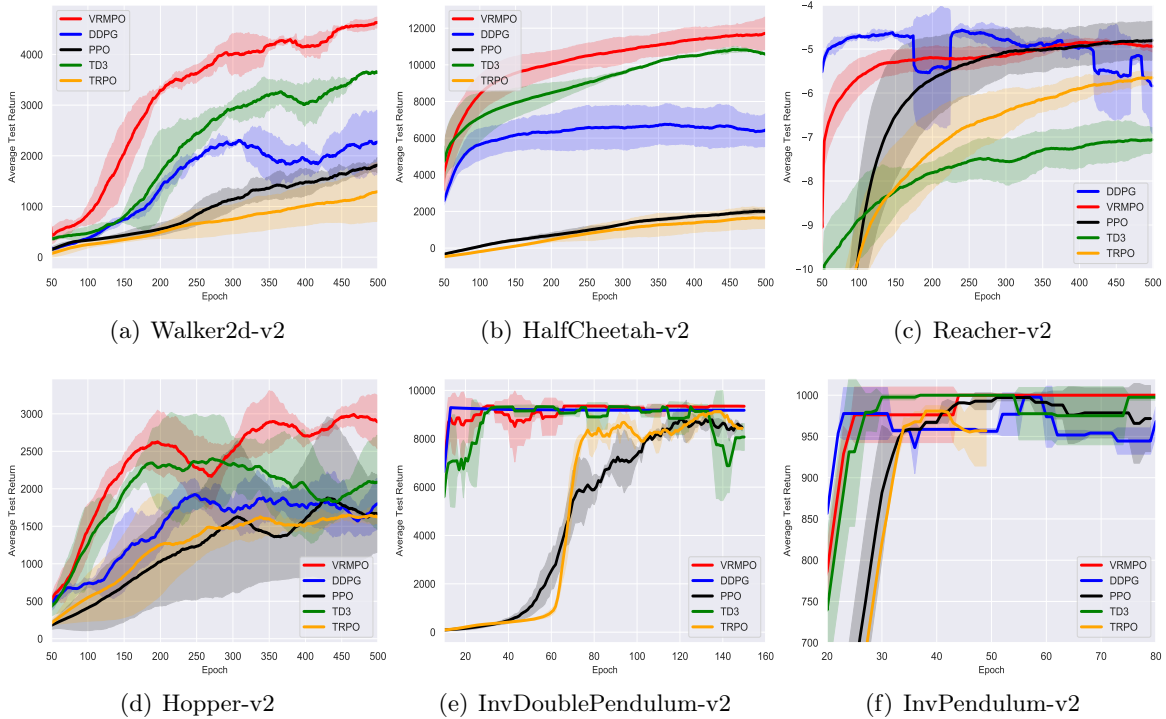 VRMPO
DDPG
PPO
TD3
TRPO
Average Test Return
4000
3000
2000
1000
0
50 100 150 200 250 300 350 400 450 500
Epoch
(a) Walker2d-v2
VRMPO
DDPG
PPO
TD3
TRPO
Average Test Return
12000
10000
8000
6000
4000
2000
0
50 100 150 200 250 300 350 400 450 500
Epoch
(b) HalfCheetah-v2
Average Test Return
−4
−5
−6
−7
−8
−9
−10
DDPG
VRMPO
PPO
TD3
TRPO
50 100 150 200 250 300 350 400 450 500
Epoch
(c) Reacher-v2
Average Test Return
3000
2500
2000
1500
1000
500
0
VRMPO
DDPG
PPO
TD3
TRPO
50 100 150 200 250 300 350 400 450 500
Epoch
(d) Hopper-v2
Average Test Return
10000
8000
6000
4000
2000
0
VRMPO
DDPG
PPO
TD3
TRPO
20 40 60 80 100 120 140 160
Epoch
(e) InvDoublePendulum-v2
Average Test Return
1000
950
900
850
800
750
700
VRMPO
DDPG
PPO
TD3
TRPO
20 30 40 50 60 70 80
Epoch
(f) InvPendulum-v2